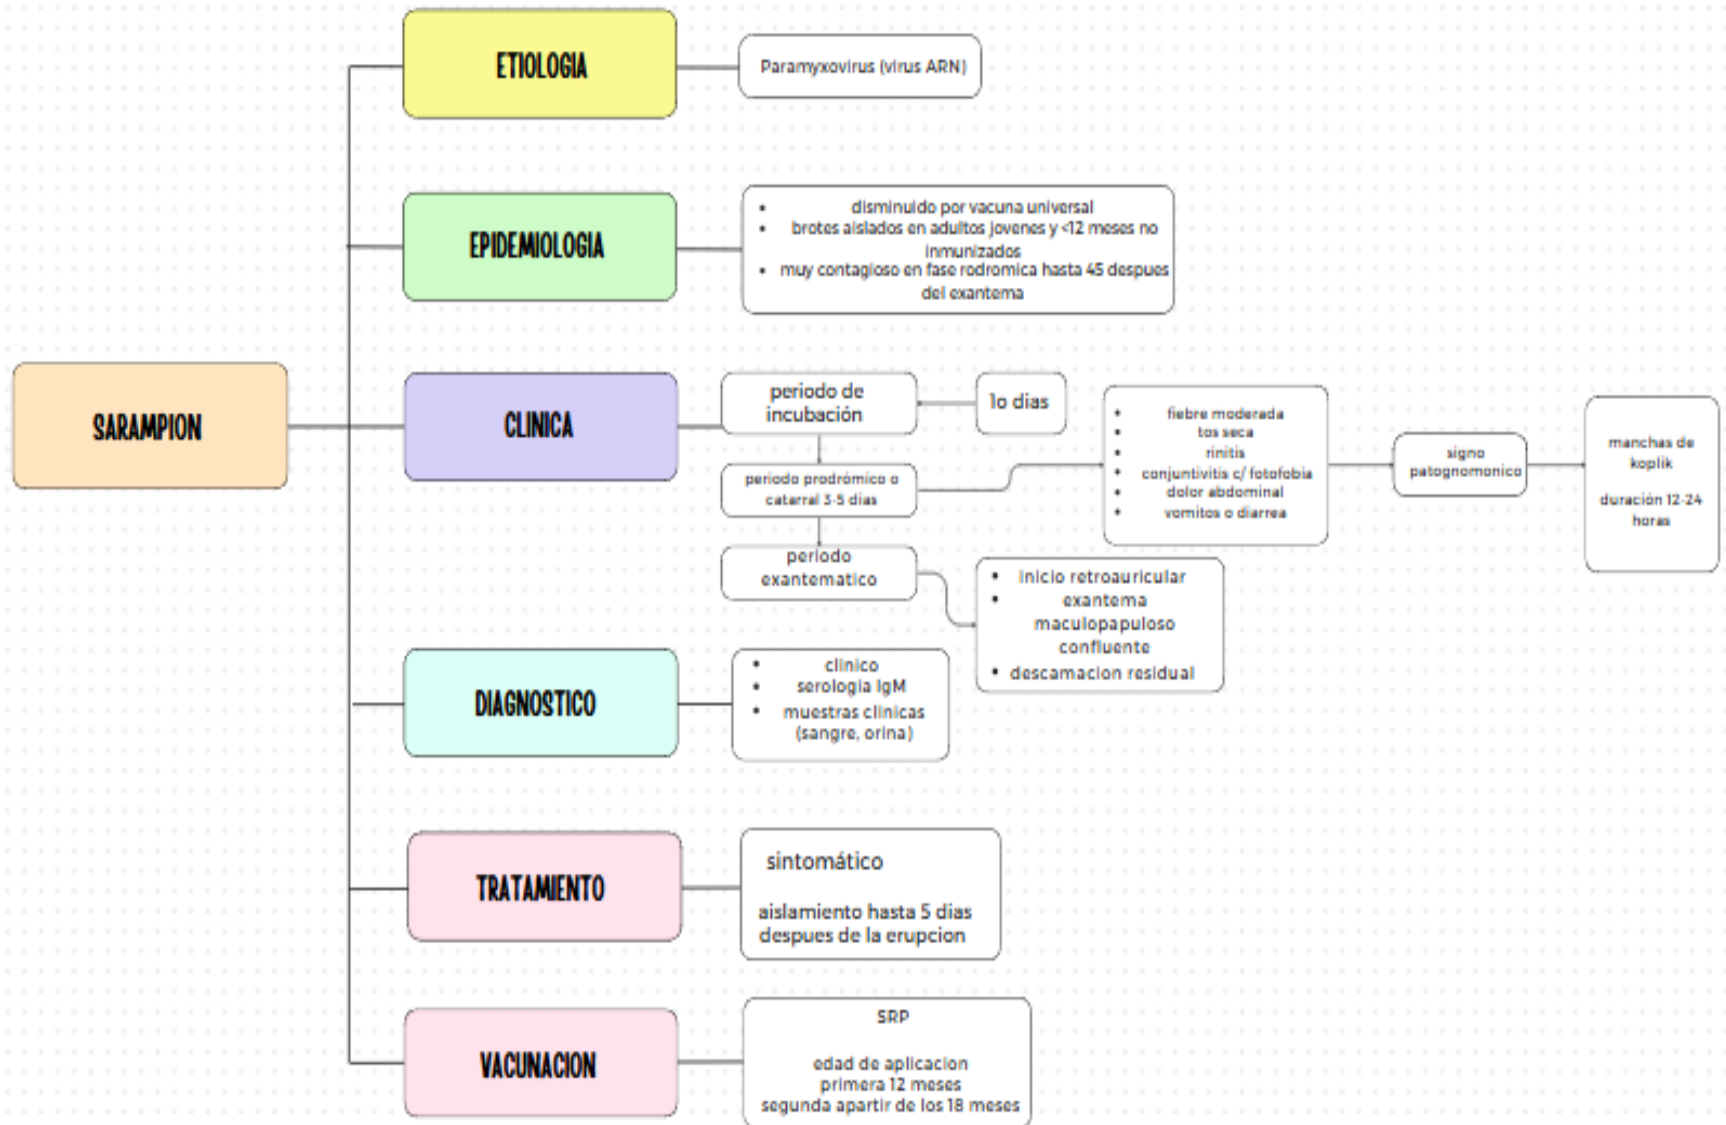 SARAMPION
ETIOLOGIA
Paramyxovirus (virus ARN)
EPIDEMIOLOGIA
• disminuido por vacuna universal
• brotes aislados en adultos jovenes y <12 meses no
inmunizados
• muy contagioso en fase rodromica hasta 45 despues
del exantema
CLINICA
periodo de
incubación
1o dias
periodo prodrómico o
catarral 3-5 dias
• fiebre moderada
• tos seca
• rinitis
• conjuntivitis c/ fotofobia
• dolor abdominal
• vomitos o diarrea
signo
patognomonico
manchas de
koplik
duración 12-24
horas
periodo
exantematico
• inicio retroauricular
• exantema
maculopapuloso
confluente
• descamacion residual
DIAGNOSTICO
• clinico
• serologia IgM
• muestras clinicas
(sangre, orina)
TRATAMIENTO
sintomático
aislamiento hasta 5 dias
despues de la erupcion
VACUNACION
SRP
edad de aplicacion
primera 12 meses
segunda apartir de los 18 meses